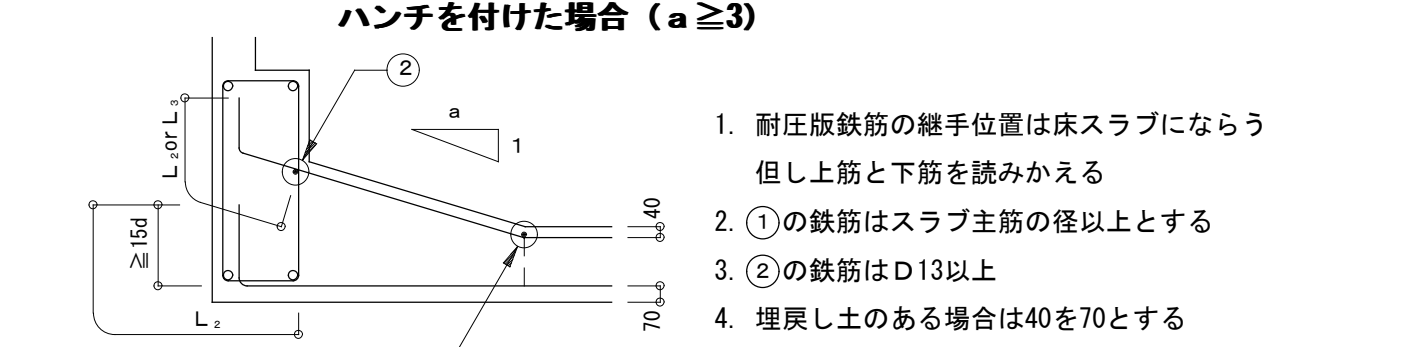 ハンチを付けた場合（ａ≧3）
②
ａ
1
Ｌ₂orＬ₃
≧15d
Ｌ₂
40
70
1. 耐圧版鉄筋の継手位置は床スラブにならう
但し上筋と下筋を読みかえる
2. ①の鉄筋はスラブ主筋の径以上とする
3. ②の鉄筋はＤ13以上
4. 埋戻し土のある場合は40を70とする